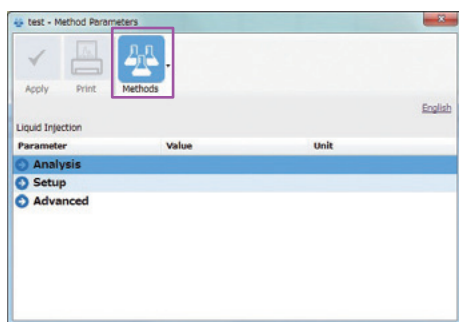 test - Method Parameters
Apply Print Methods
English
Liquid Injection
Parameter Value Unit
Analysis
Setup
Advanced